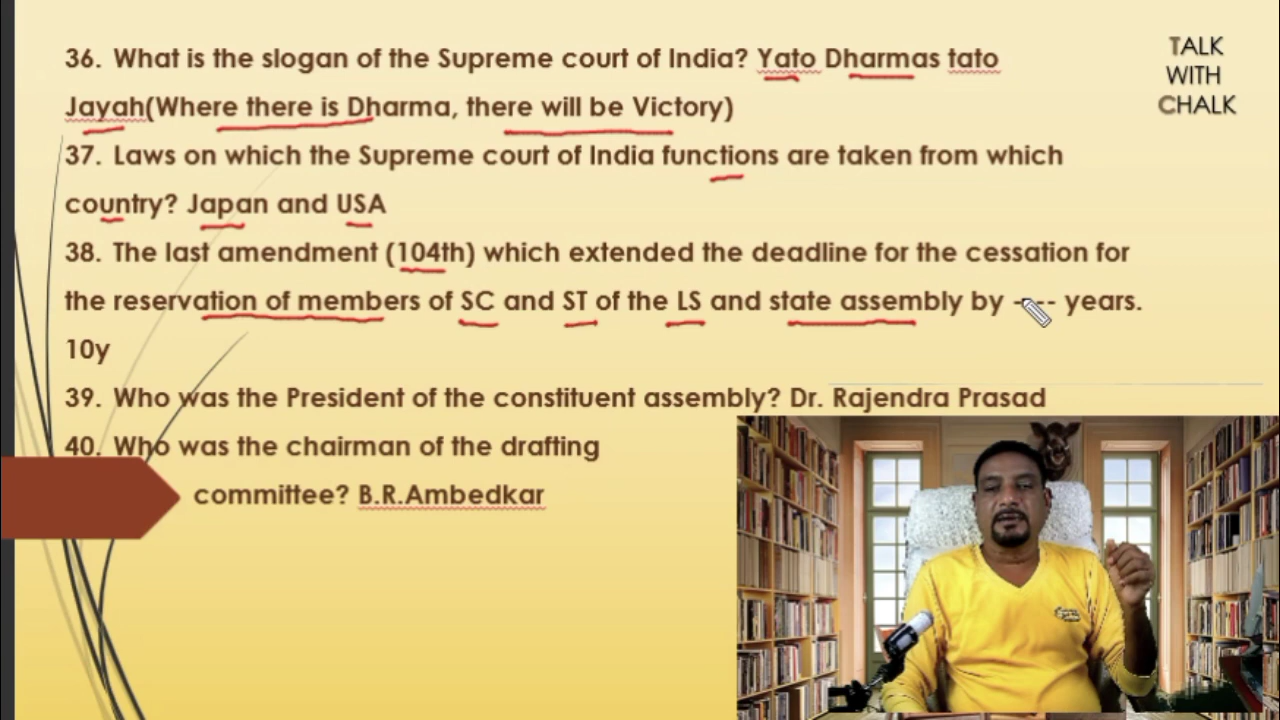 36. What is the slogan of the Supreme court of India? Yato Dharmas tato
Jayah(Where there is Dharma, there will be Victory)
37. Laws on which the Supreme court of India functions are taken from which
country? Japan and USA
38. The last amendment (104th) which extended the deadline for the cessation for
the reservation of members of SC and ST of the LS and state assembly by ---- years.
10y
39. Who was the President of the constituent assembly? Dr. Rajendra Prasad
40. Who was the chairman of the drafting
committee? B.R.Ambedkar
TALK
WITH
CHALK